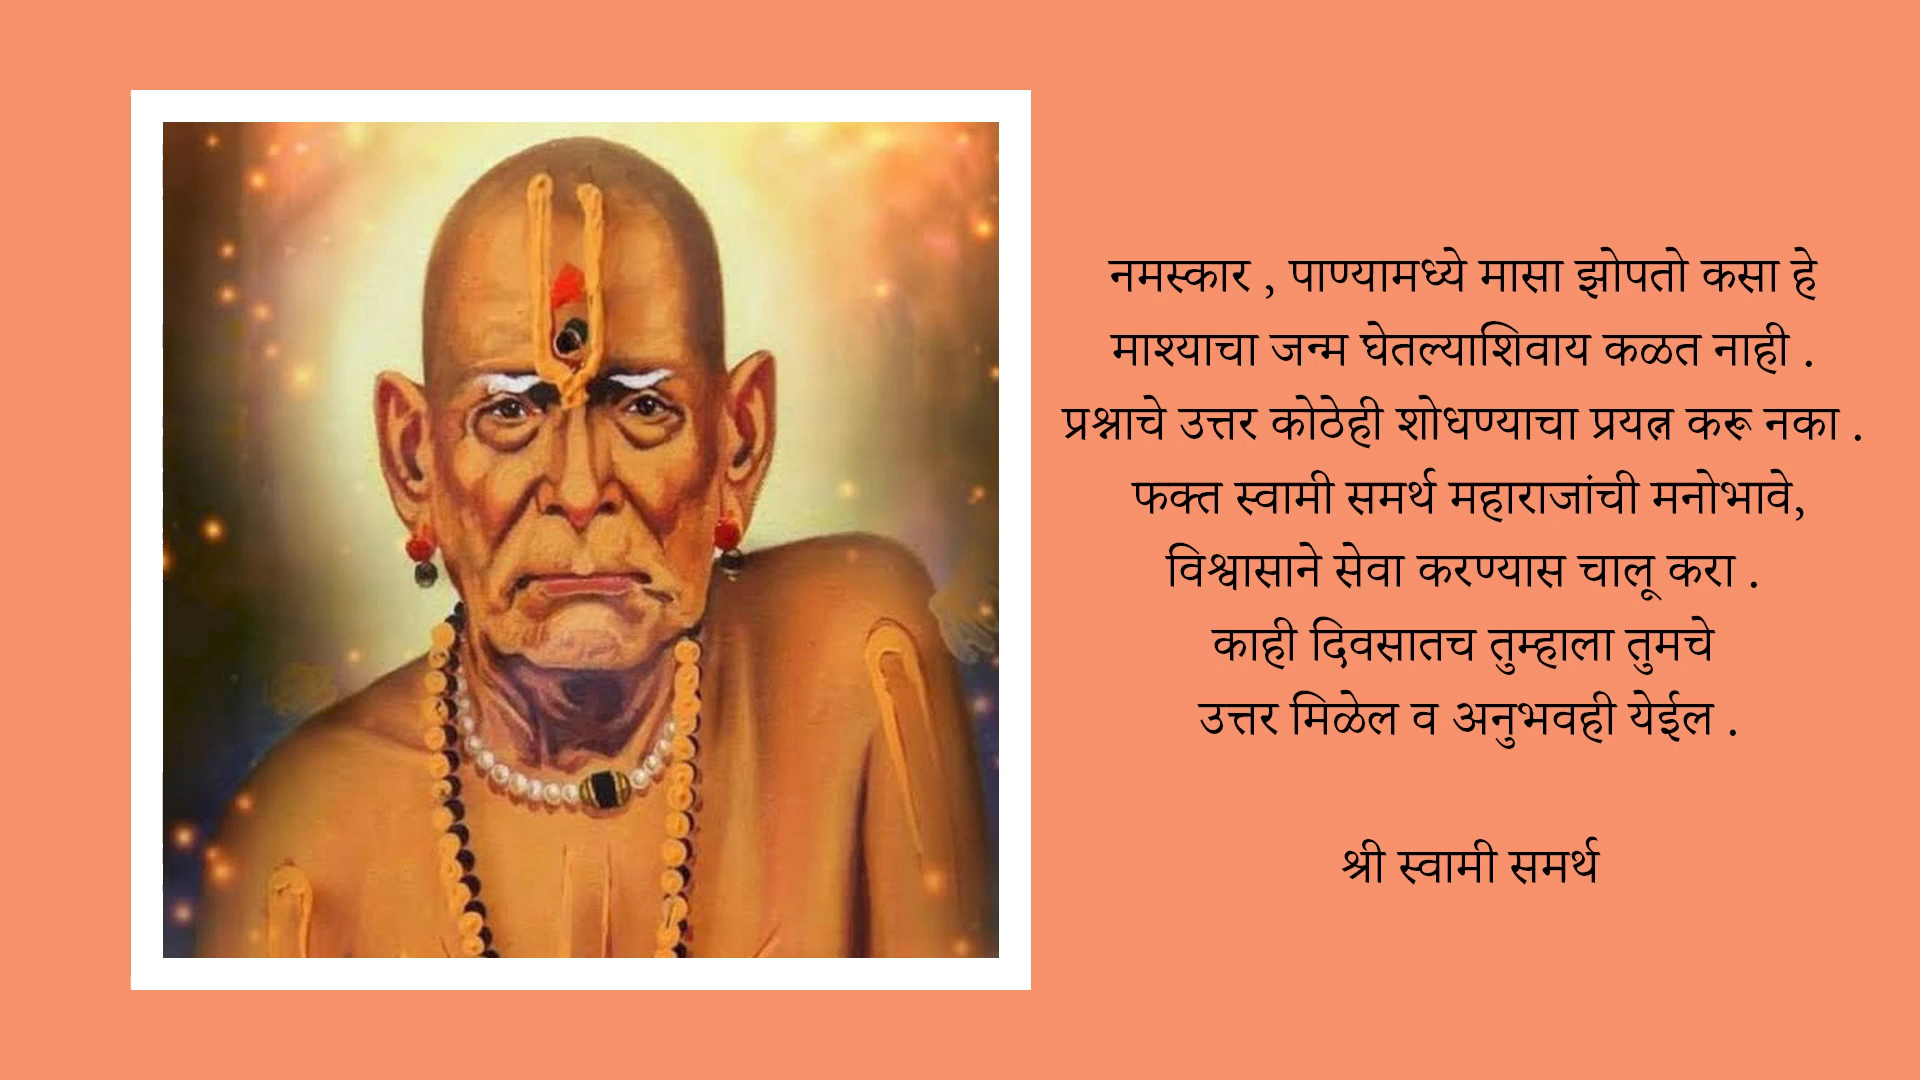 नमस्कार , पाण्यामध्ये मासा झोपतो कसा हे
माश्याचा जन्म घेतल्याशिवाय कळत नाही .
प्रश्नाचे उत्तर कोठेही शोधण्याचा प्रयत्न करू नका .
फक्त स्वामी समर्थ महाराजांची मनोभावे,
विश्वासाने सेवा करण्यास चालू करा .
काही दिवसातच तुम्हाला तुमचे
उत्तर मिळेल व अनुभवही येईल .
श्री स्वामी समर्थ